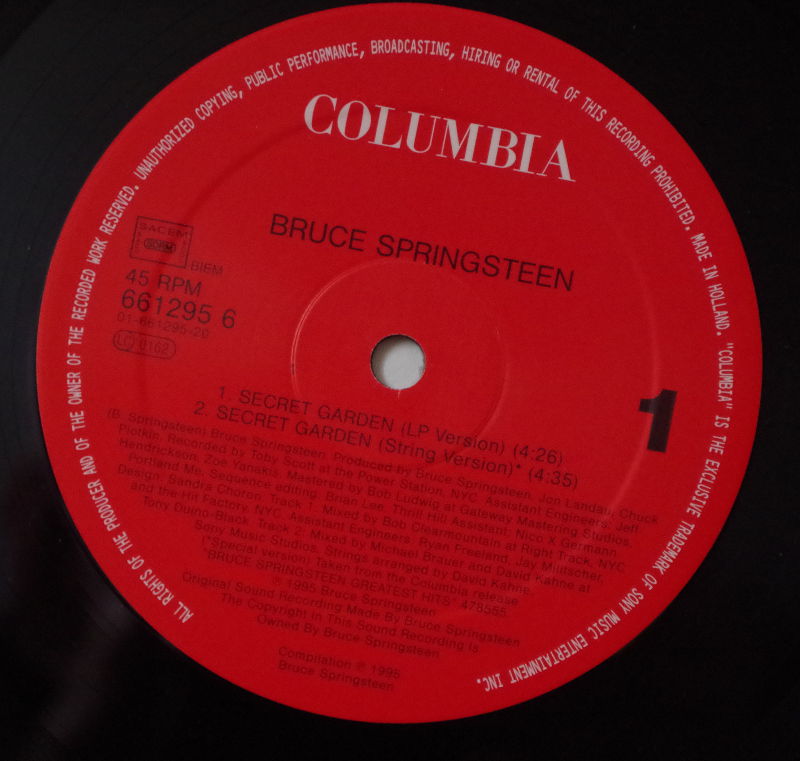 ALL RIGHTS OF THE PRODUCER AND OF THE OWNER OF THE RECORDED WORK RESERVED. UNAUTHORIZED COPYING, PUBLIC PERFORMANCE, BROADCASTING, HIRING OR RENTAL OF THIS RECORDING PROHIBITED. MADE IN HOLLAND. "COLUMBIA" IS THE EXCLUSIVE TRADEMARK OF SONY MUSIC ENTERTAINMENT INC.
COLUMBIA
BRUCE SPRINGSTEEN
SACEM
SDRM
BIEM
45 RPM
661295 6
01-661295-20
LC 0162
1
1. SECRET GARDEN (LP Version) (4:26)
2. SECRET GARDEN (String Version)* (4:35)
(B. Springsteen) Bruce Springsteen. Produced by Bruce Springsteen, Jon Landau, Chuck
Plotkin. Recorded by Toby Scott at the Power Station, NYC. Assistant Engineers: Jeff
Hendrickson, Zoe Yanakis. Mastered by Bob Ludwig at Gateway Mastering Studios,
Portland Me. Sequence editing: Brian Lee, Thrill Hill Assistant: Nico X Germann.
Design, Sandra Choron. Track 1: Mixed by Bob Clearmountain at Right Track, NYC
and the Hit Factory, NYC. Assistant Engineers, Ryan Freeland, Jay Militscher,
Tony Duino-Black. Track 2: Mixed by Michael Brauer and David Kahne at
Sony Music Studios, Strings arranged by David Kahne.
(*Special version) Taken from the Columbia release
"BRUCE SPRINGSTEEN GREATEST HITS" 478555.
℗ 1995 Bruce Springsteen
Original Sound Recording Made By Bruce Springsteen
The Copyright in This Sound Recording is
Owned By Bruce Springsteen
Compilation ℗ 1995
Bruce Springsteen